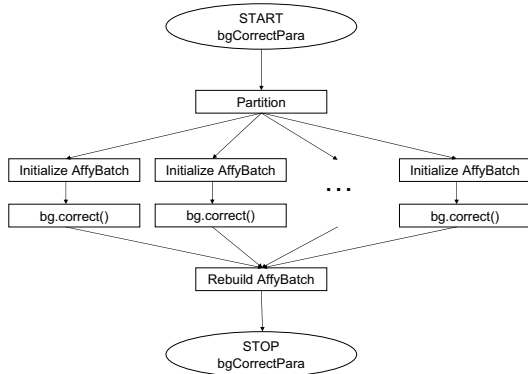 START
bgCorrectPara
Partition
Initialize AffyBatch
Initialize AffyBatch
Initialize AffyBatch
...
bg.correct()
bg.correct()
bg.correct()
Rebuild AffyBatch
STOP
bgCorrectPara